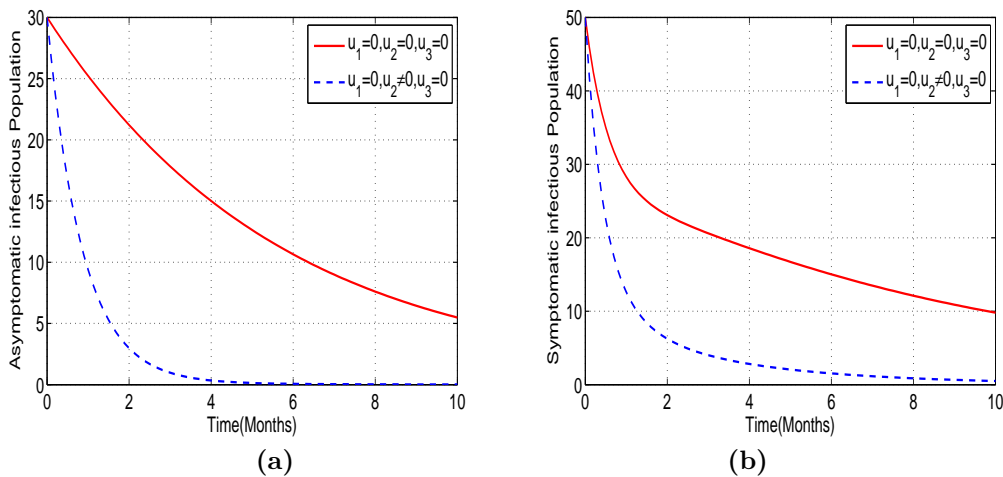 30
25
20
15
10
5
0
Asymptomatic infectious Population
u₁=0,u₂=0,u₃=0
u₁=0,u₂≠0,u₃=0
0 2 4 6 8 10
Time(Months)
(a)
50
40
30
20
10
0
Symptomatic infectious Population
u₁=0,u₂=0,u₃=0
u₁=0,u₂≠0,u₃=0
0 2 4 6 8 10
Time(Months)
(b)